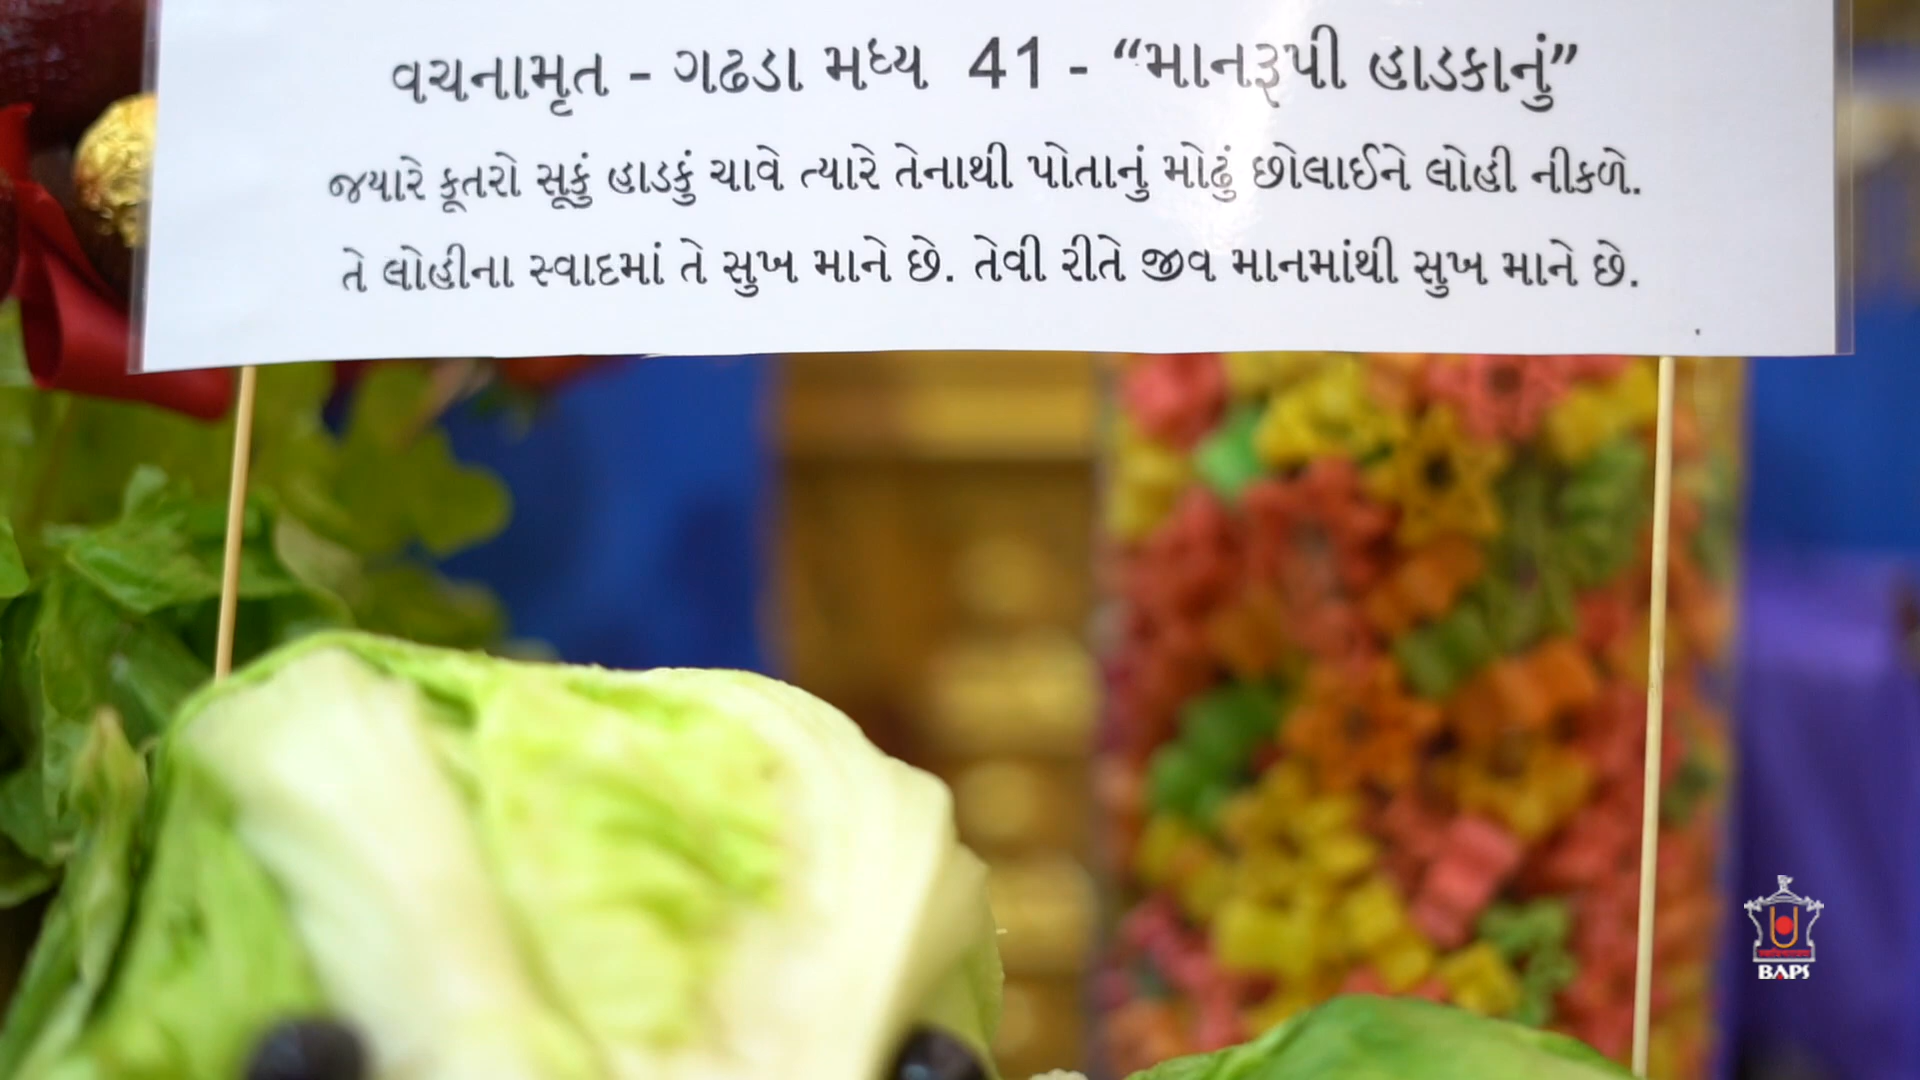 વચનામૃત - ગઢડા મધ્ય 41 - “માનરૂપી હાડકાનું”
જ્યારે કૂતરો સૂકું હાડકું ચાવે ત્યારે તેનાથી પોતાનું મોઢું છોલાઈને લોહી નીકળે.
તે લોહીના સ્વાદમાં તે સુખ માને છે. તેવી રીતે જીવ માનમાંથી સુખ માને છે.
BAPS